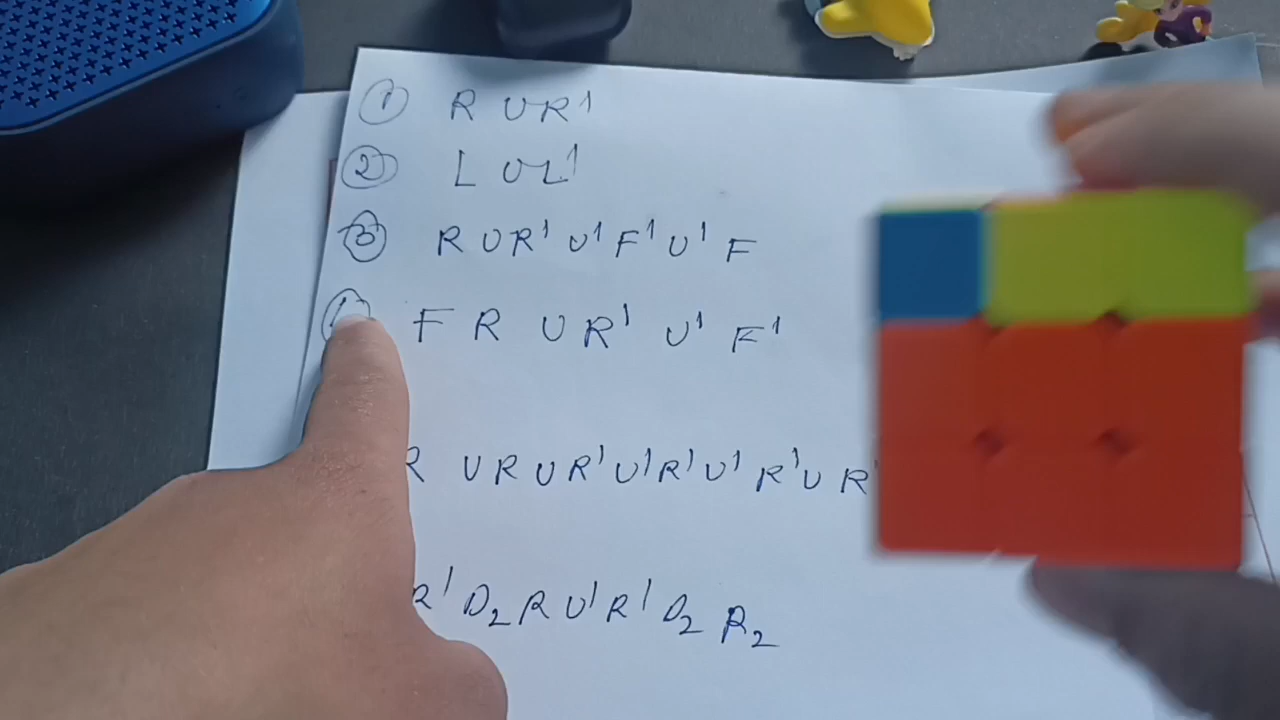 ① R U R'
② L U L'
③ R U R' U' F' U' F
F R U R' U' F'
R U R U R' U' R' U' R' U R'
R' D2 R U' R' D2 R2